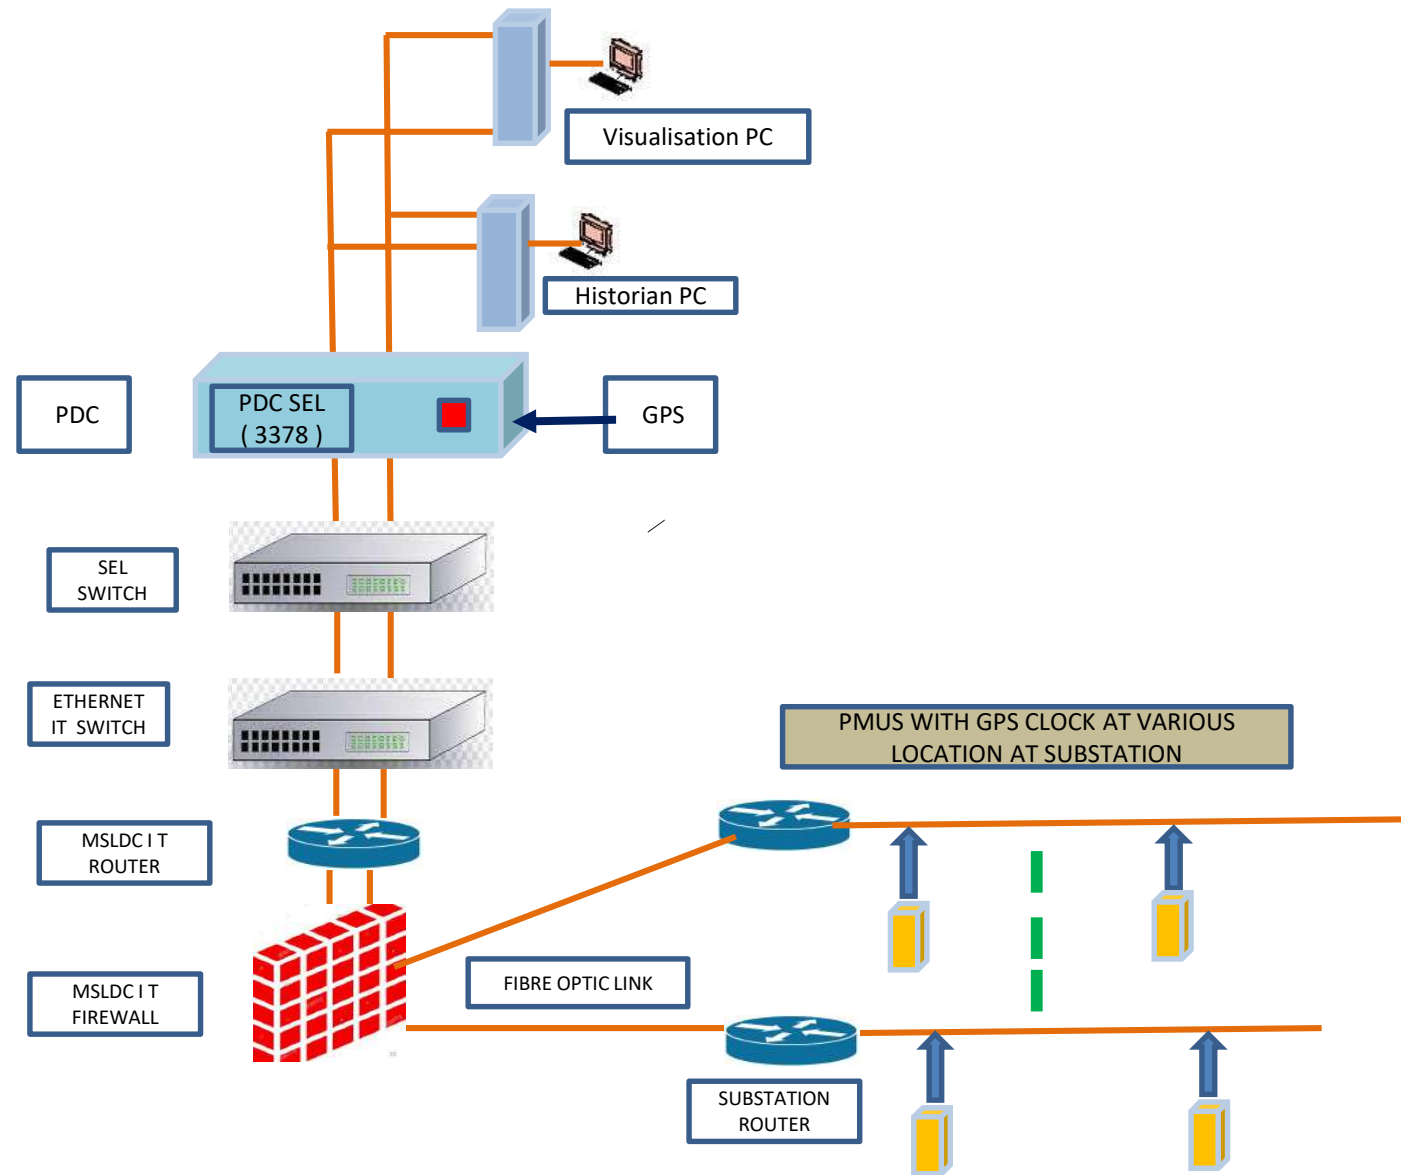 Visualisation PC
Historian PC
PDC
PDC SEL
( 3378 )
GPS
SEL
SWITCH
ETHERNET
IT SWITCH
PMUS WITH GPS CLOCK AT VARIOUS
LOCATION AT SUBSTATION
MSLDC I T
ROUTER
MSLDC I T
FIREWALL
FIBRE OPTIC LINK
SUBSTATION
ROUTER